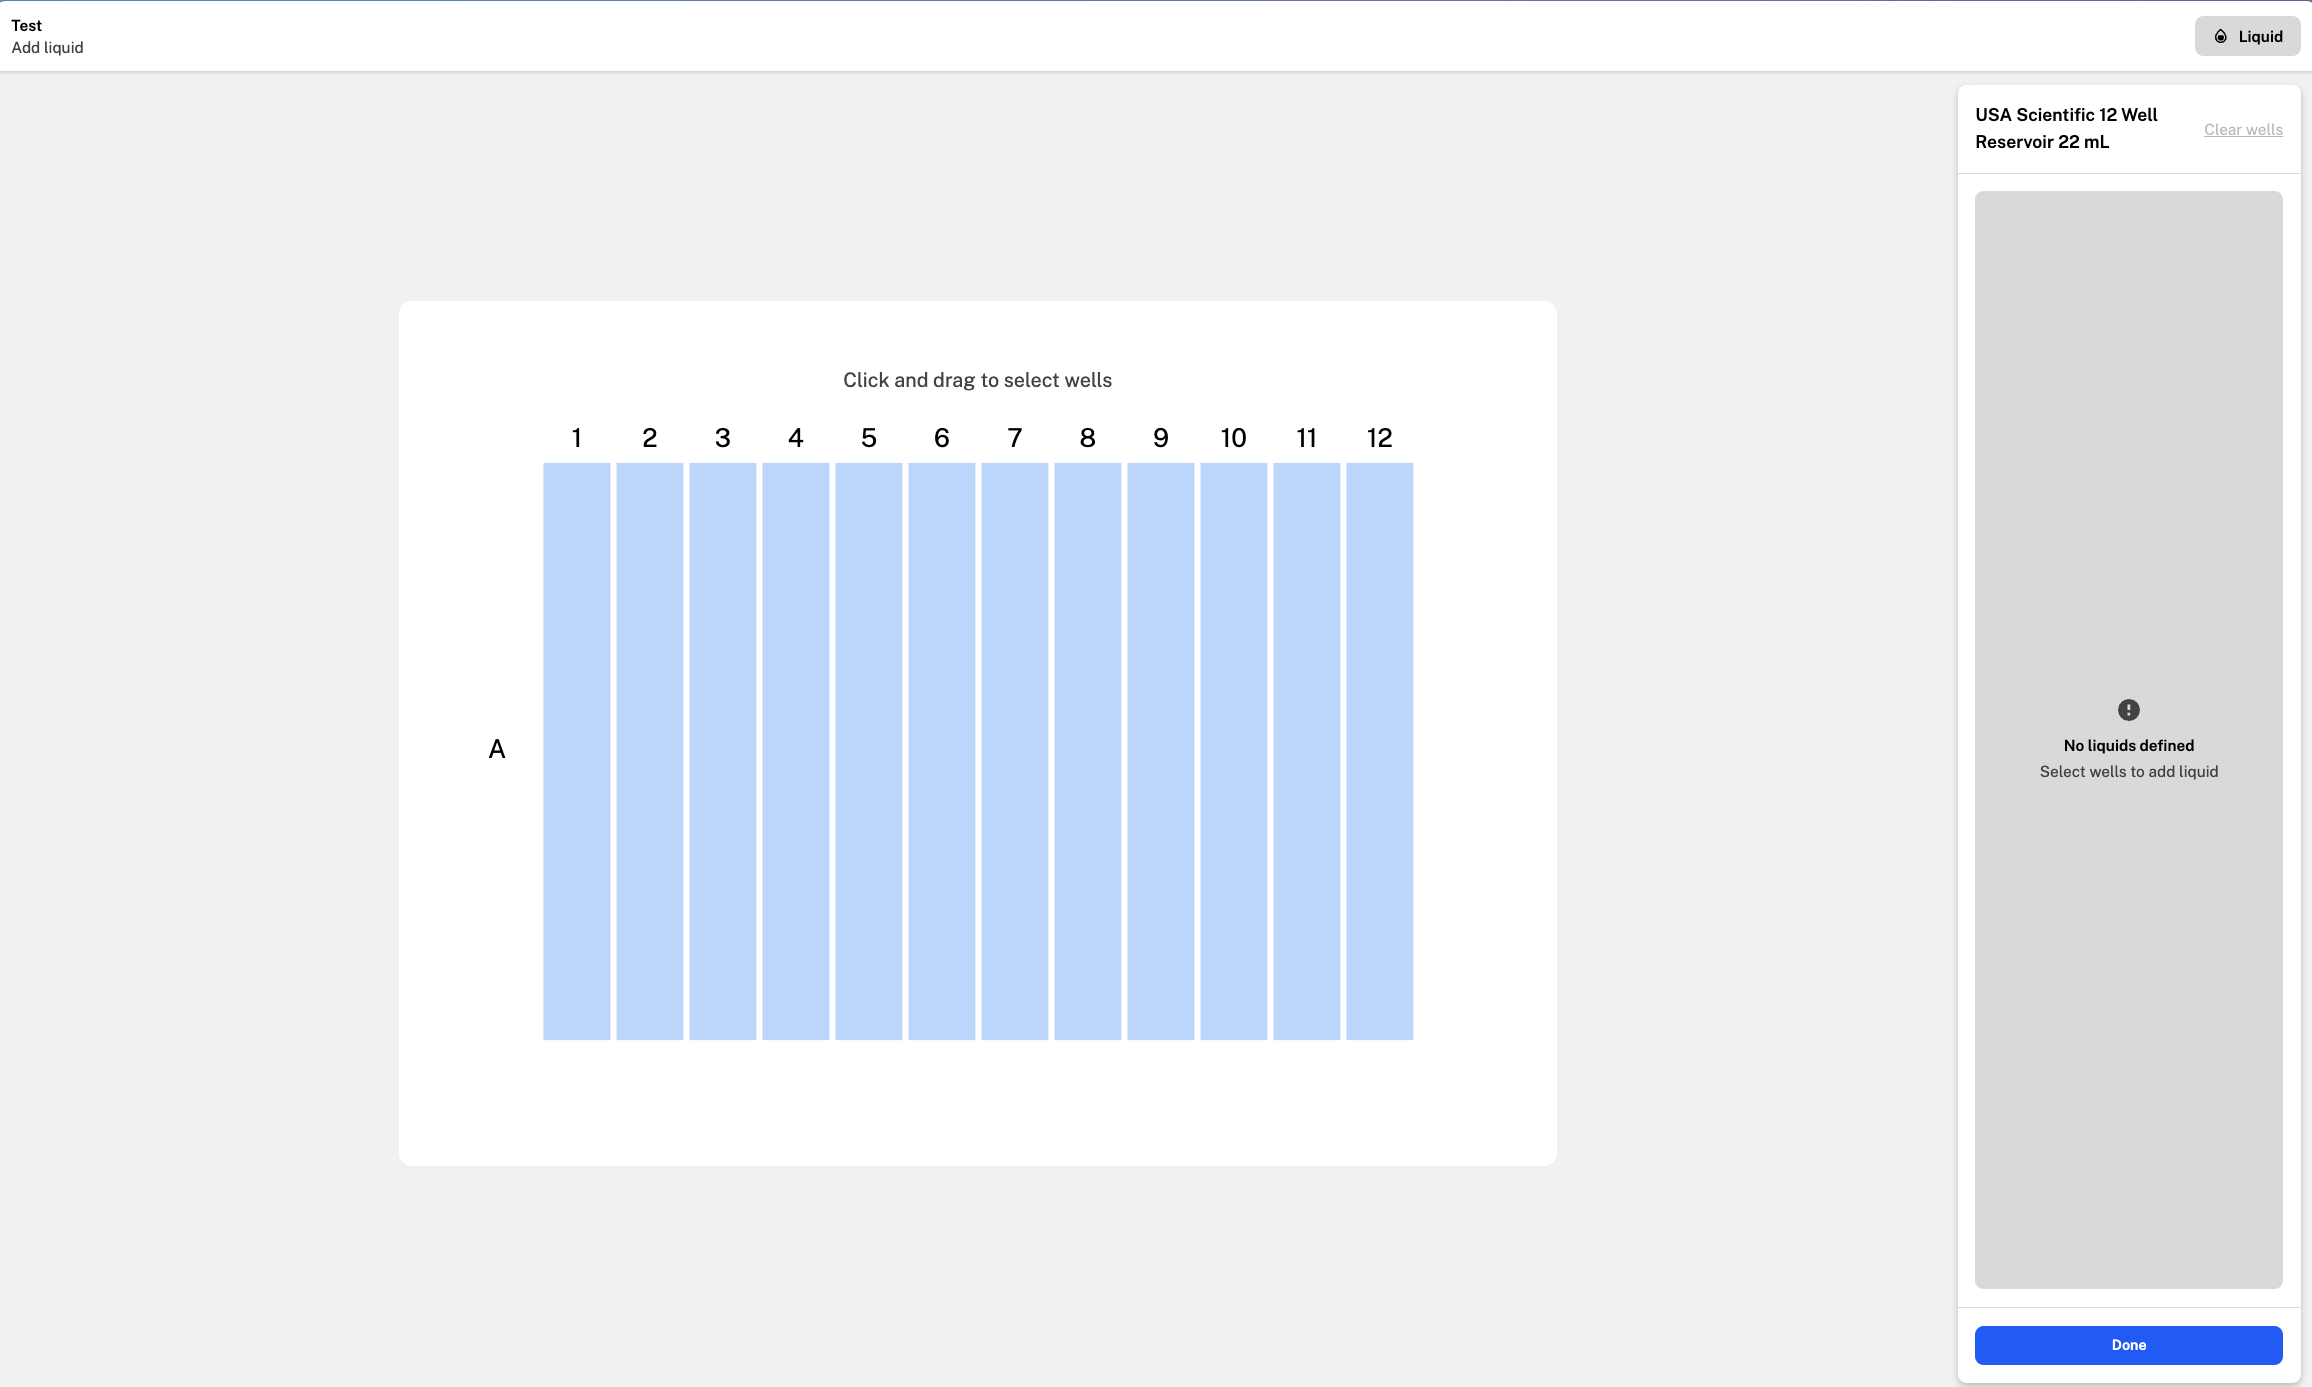 Test
Add liquid
Liquid
USA Scientific 12 Well
Reservoir 22 mL
Clear wells
Click and drag to select wells
1 2 3 4 5 6 7 8 9 10 11 12
A
No liquids defined
Select wells to add liquid
Done